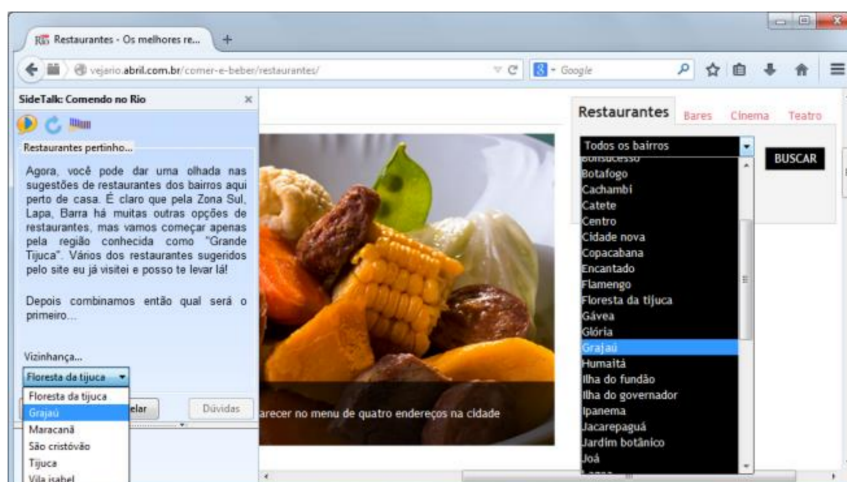 Restaurantes - Os melhores re...
vejario.abril.com.br/comer-e-beber/restaurantes/
Google
SideTalk: Comendo no Rio
Restaurantes pertinho...
Agora, você pode dar uma olhada nas
sugestões de restaurantes dos bairros aqui
perto de casa. É claro que pela Zona Sul,
Lapa, Barra há muitas outras opções de
restaurantes, mas vamos começar apenas
pela região conhecida como "Grande
Tijuca". Vários dos restaurantes sugeridos
pelo site eu já visitei e posso te levar lá!
Depois combinamos então qual será o
primeiro...
Vizinhança...
Floresta da tijuca
Floresta da tijuca
Grajaú
Maracanã
São cristóvão
Tijuca
Vila isabel
elar
Dúvidas
arecer no menu de quatro endereços na cidade
Restaurantes Bares Cinema Teatro
Todos os bairros
BUSCAR
Bonsucesso
Botafogo
Cachambi
Catete
Centro
Cidade nova
Copacabana
Encantado
Flamengo
Floresta da tijuca
Gávea
Glória
Grajaú
Humaitá
Ilha do fundão
Ilha do governador
Ipanema
Jacarepaguá
Jardim botânico
Joá